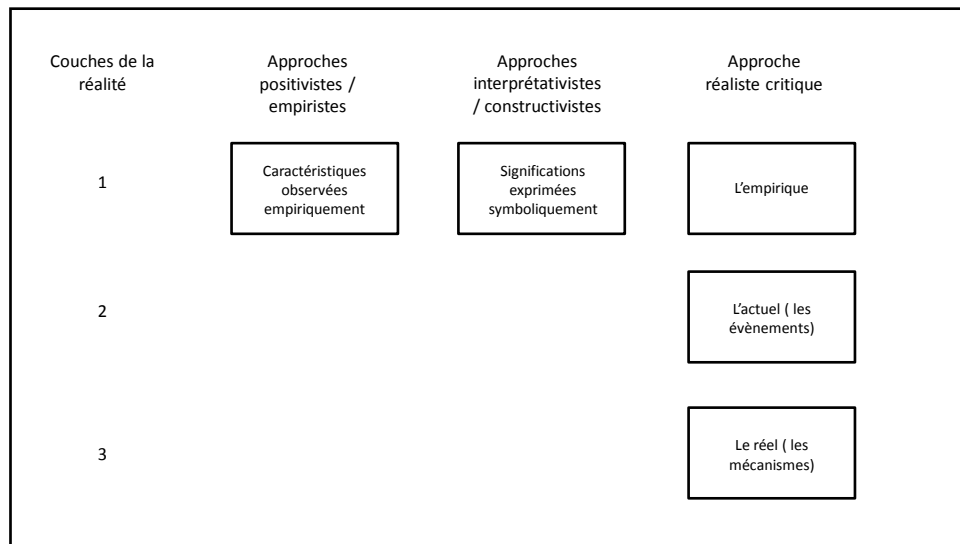 Couches de la
réalité
Approches
positivistes /
empiristes
Approches
interprétativistes
/ constructivistes
Approche
réaliste critique
1
Caractéristiques
observées
empiriquement
Significations
exprimées
symboliquement
L'empirique
2
L'actuel ( les
évènements)
3
Le réel ( les
mécanismes)